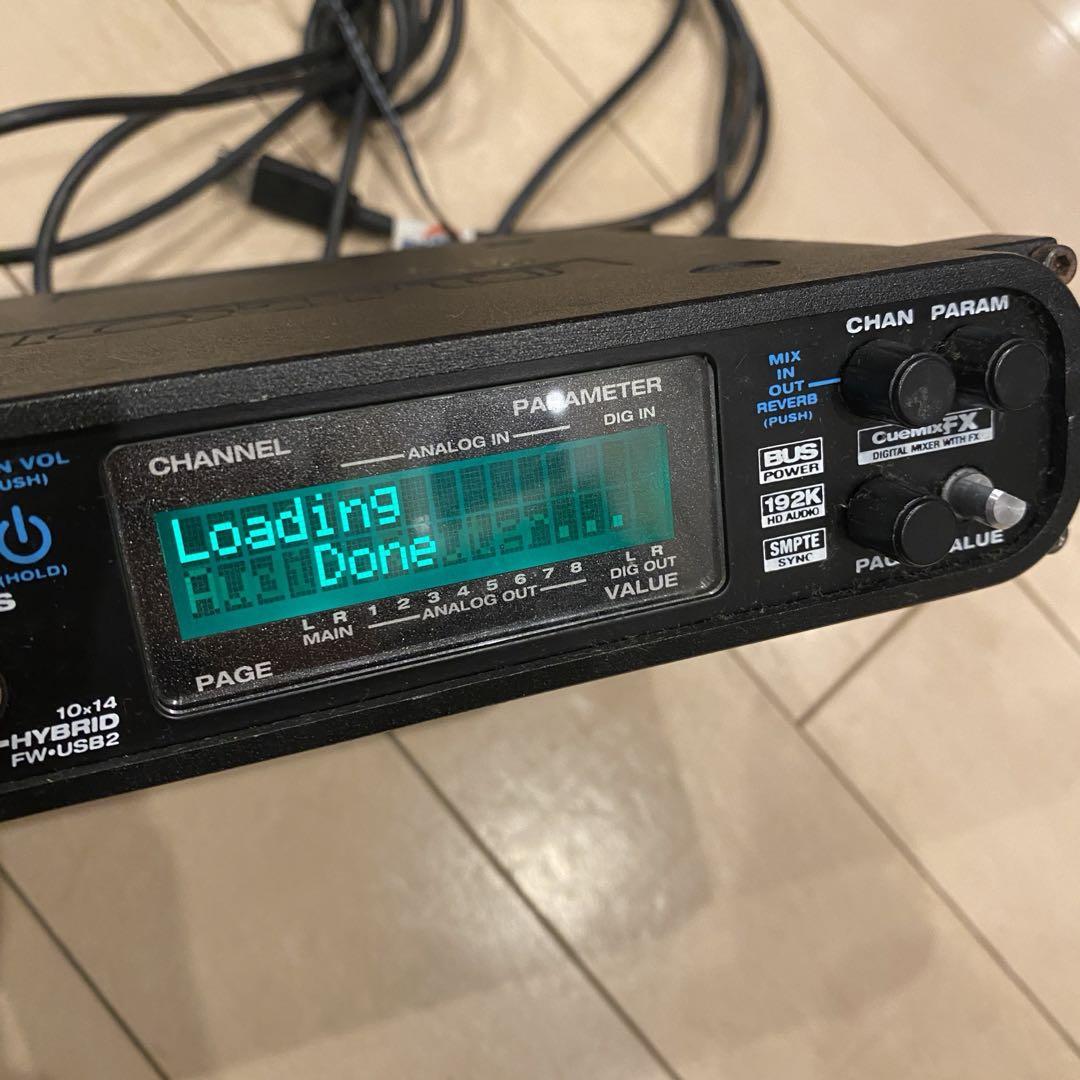 CHAN PARAM
MIX
IN
OUT
REVERB
(PUSH)
CueMixFX
DIGITAL MIXER WITH FX
BUS
POWER
192K
HD AUDIO
SMPTE
SYNC
PARAMETER
CHANNEL
ANALOG IN
DIG IN
Loading
Done
L R 1 2 3 4 5 6 7 8
MAIN
ANALOG OUT
L R
DIG OUT
VALUE
PAGE
N VOL
USH)
(HOLD)
S
10x14
-HYBRID
FW•USB2
PA
ALUE